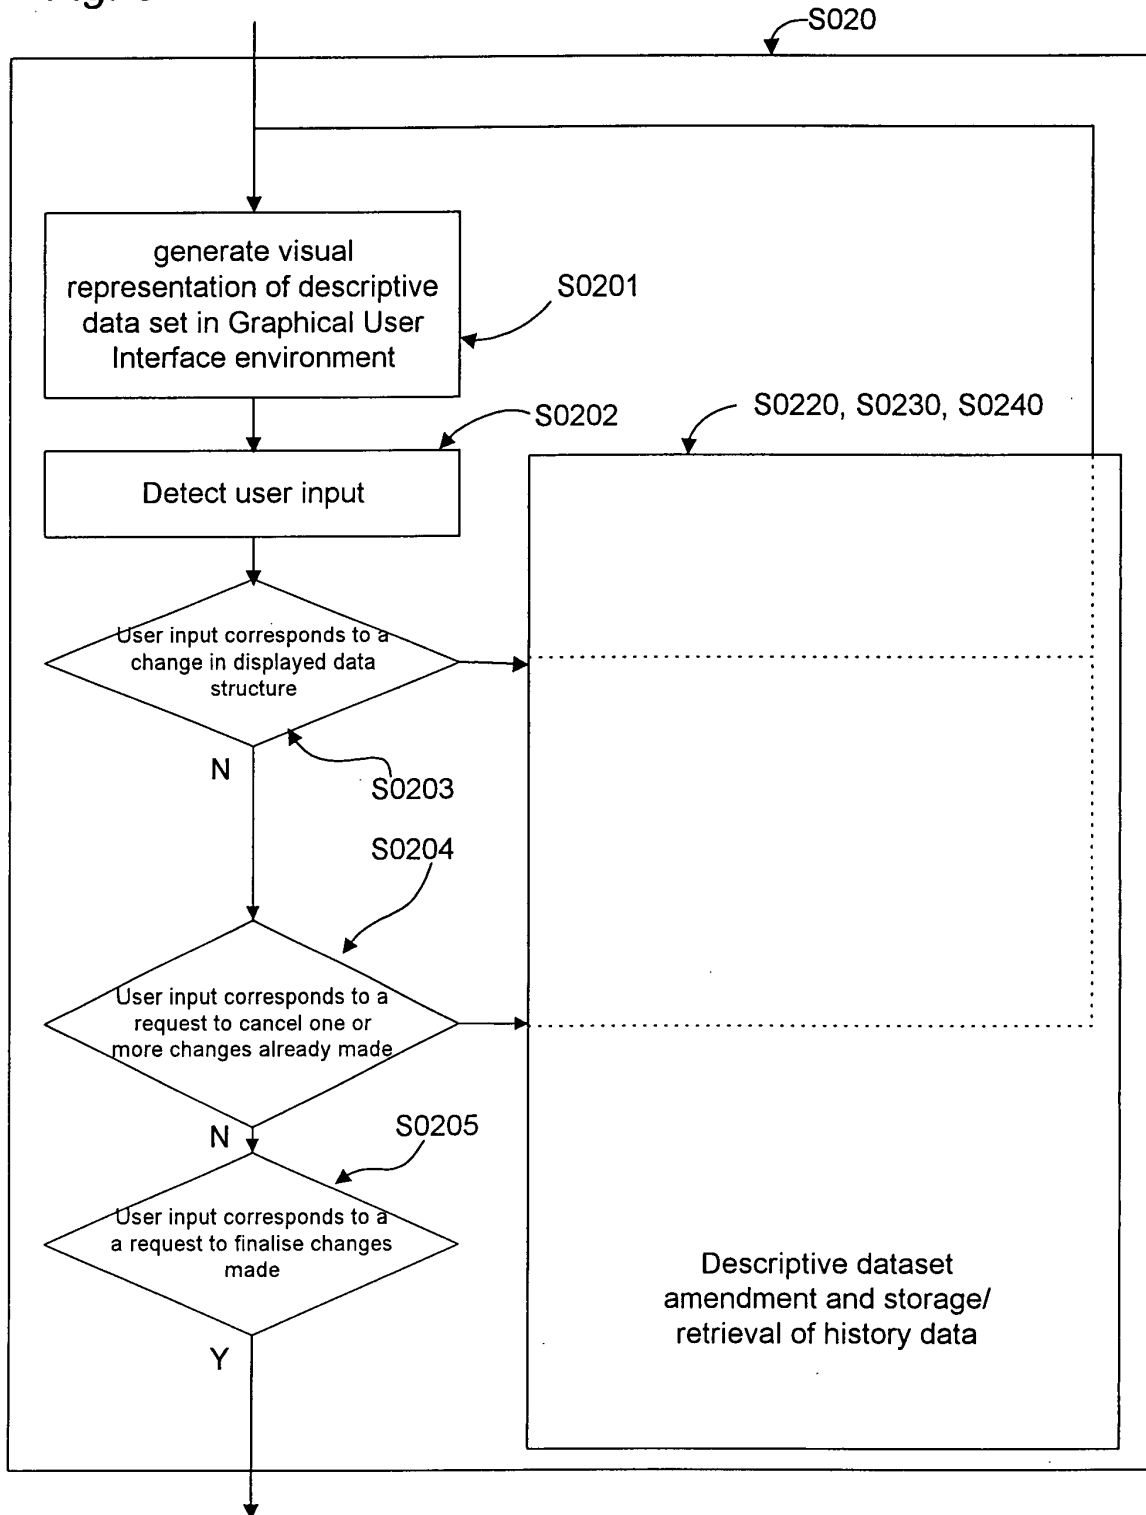 S020
generate visual
representation of descriptive
data set in Graphical User
Interface environment
S0201
S0202
S0220, S0230, S0240
Detect user input
User input corresponds to a
change in displayed data
structure
N
S0203
S0204
User input corresponds to a
request to cancel one or
more changes already made
N
S0205
User input corresponds to a
a request to finalise changes
made
Descriptive dataset
amendment and storage/
retrieval of history data
Y